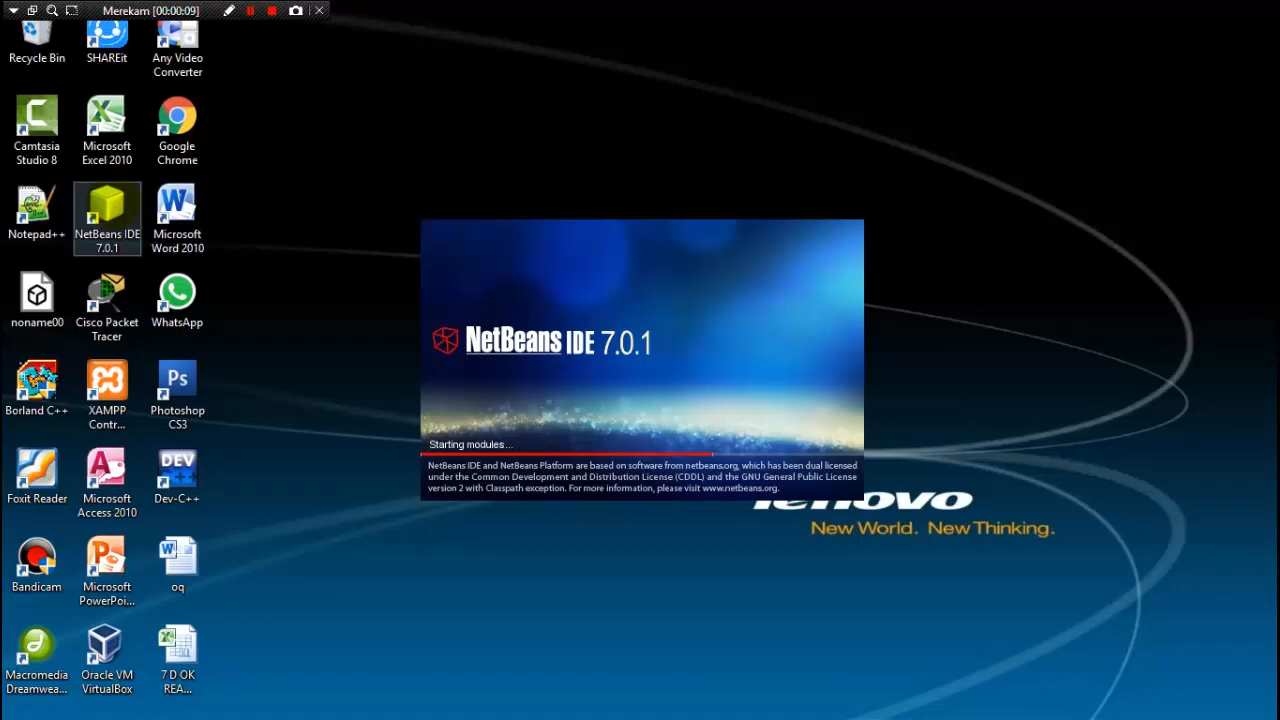 Merekam [00:00:09]
Recycle Bin
SHAREit
Any Video
Converter
Camtasia
Studio 8
Microsoft
Excel 2010
Google
Chrome
Notepad++
NetBeans IDE
7.0.1
Microsoft
Word 2010
noname00
Cisco Packet
Tracer
WhatsApp
Borland C++
XAMPP
Contr...
Photoshop
CS3
Foxit Reader
Microsoft
Access 2010
Dev-C++
Bandicam
Microsoft
PowerPoi...
oq
Macromedia
Dreamwea...
Oracle VM
VirtualBox
7 D OK
REA...
Ps
DEV
NetBeans IDE 7.0.1
Starting modules...
NetBeans IDE and NetBeans Platform are based on software from netbeans.org, which has been dual licensed
under the Common Development and Distribution License (CDDL) and the GNU General Public License
version 2 with Classpath exception. For more information, please visit www.netbeans.org.
lenovo
New World. New Thinking.